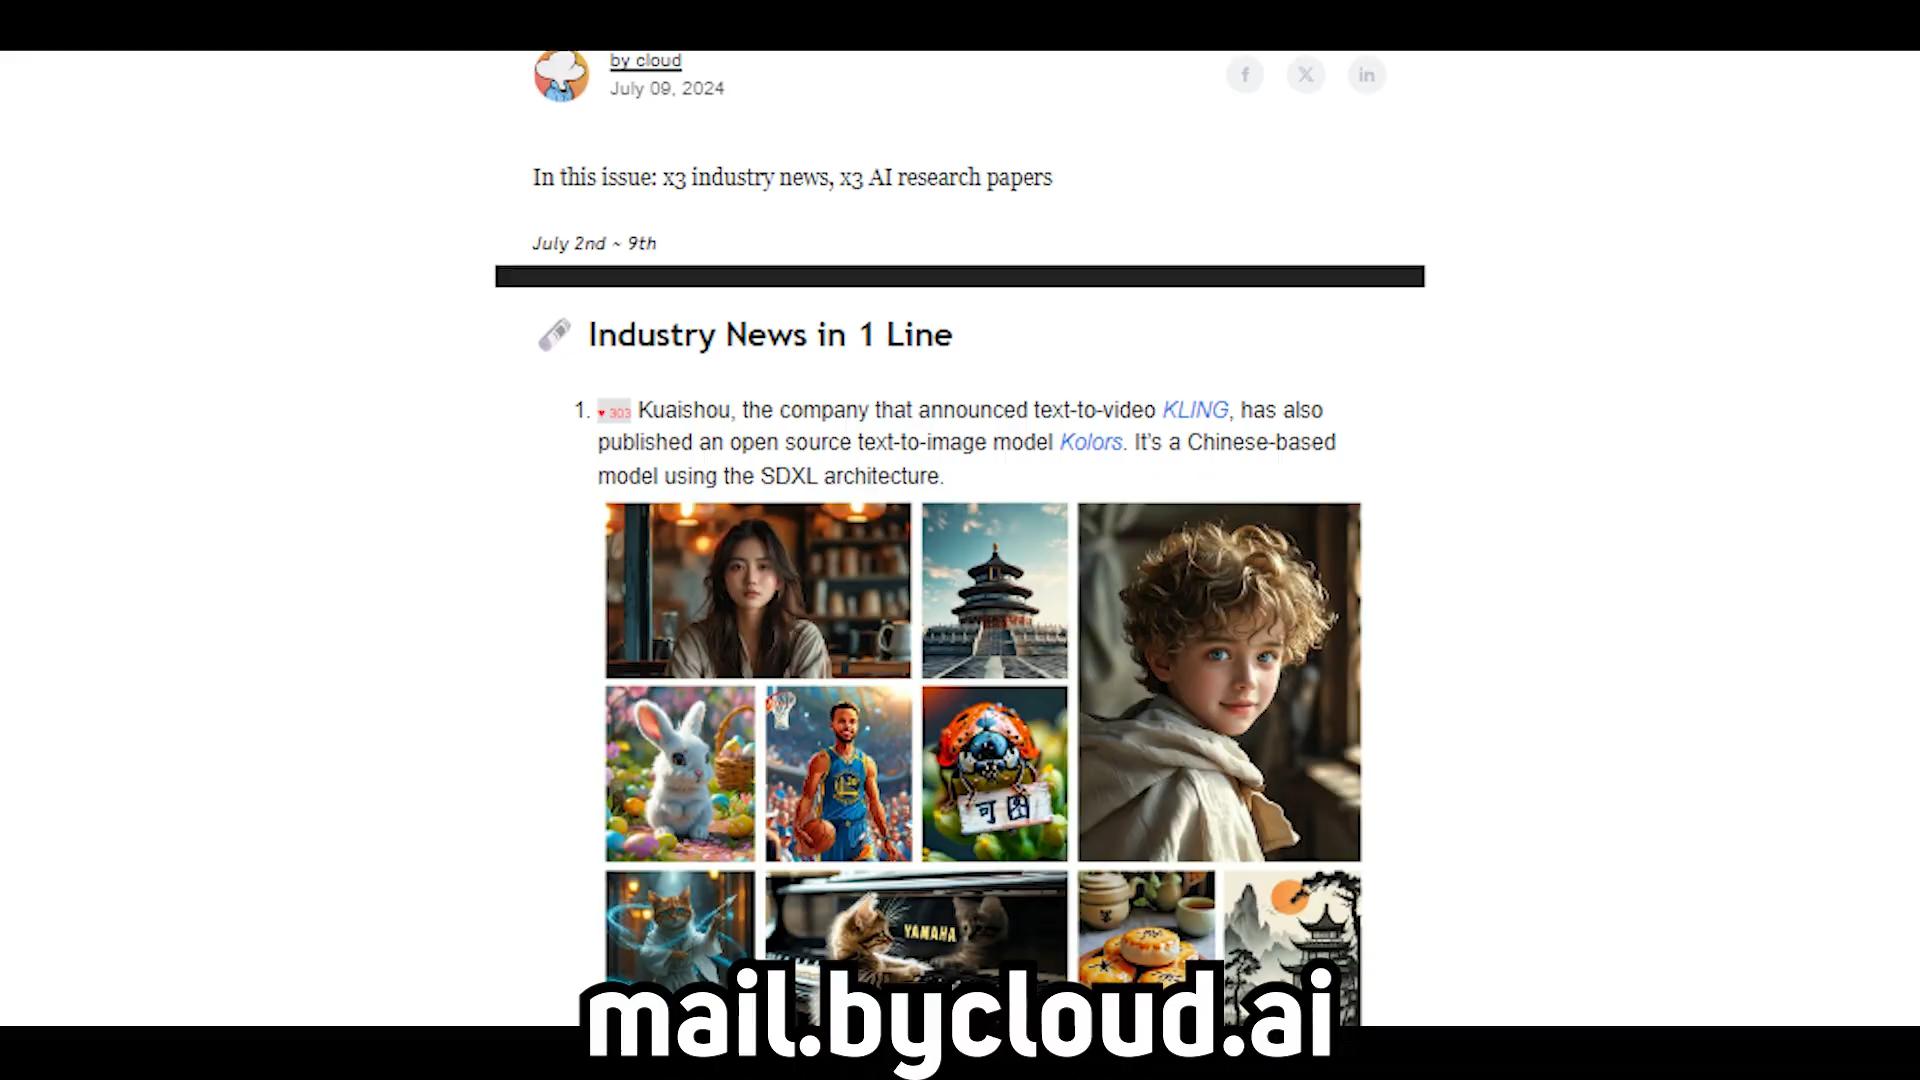 by cloud
July 09, 2024
f X in
In this issue: x3 industry news, x3 AI research papers
July 2nd ~ 9th
Industry News in 1 Line
1. ♥ 303 Kuaishou, the company that announced text-to-video KLING, has also
published an open source text-to-image model Kolors. It's a Chinese-based
model using the SDXL architecture.
可图
YAMAHA
mail.bycloud.ai